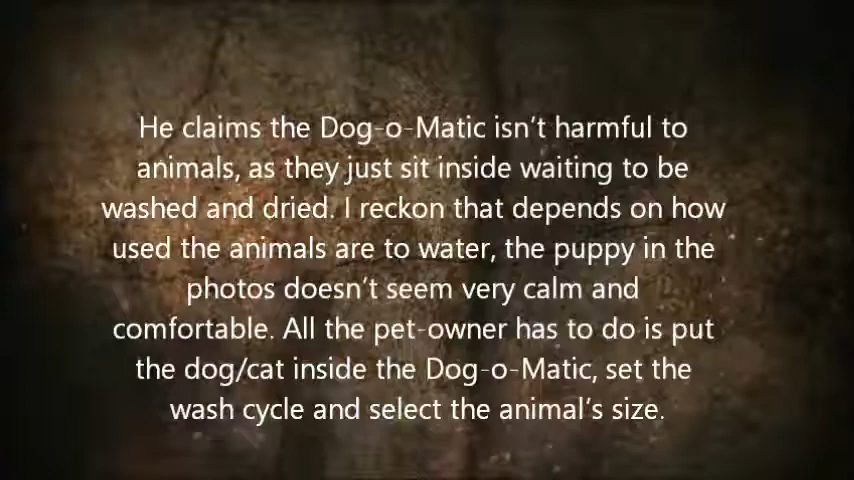 He claims the Dog-o-Matic isn’t harmful to
animals, as they just sit inside waiting to be
washed and dried. I reckon that depends on how
used the animals are to water, the puppy in the
photos doesn’t seem very calm and
comfortable. All the pet-owner has to do is put
the dog/cat inside the Dog-o-Matic, set the
wash cycle and select the animal’s size.